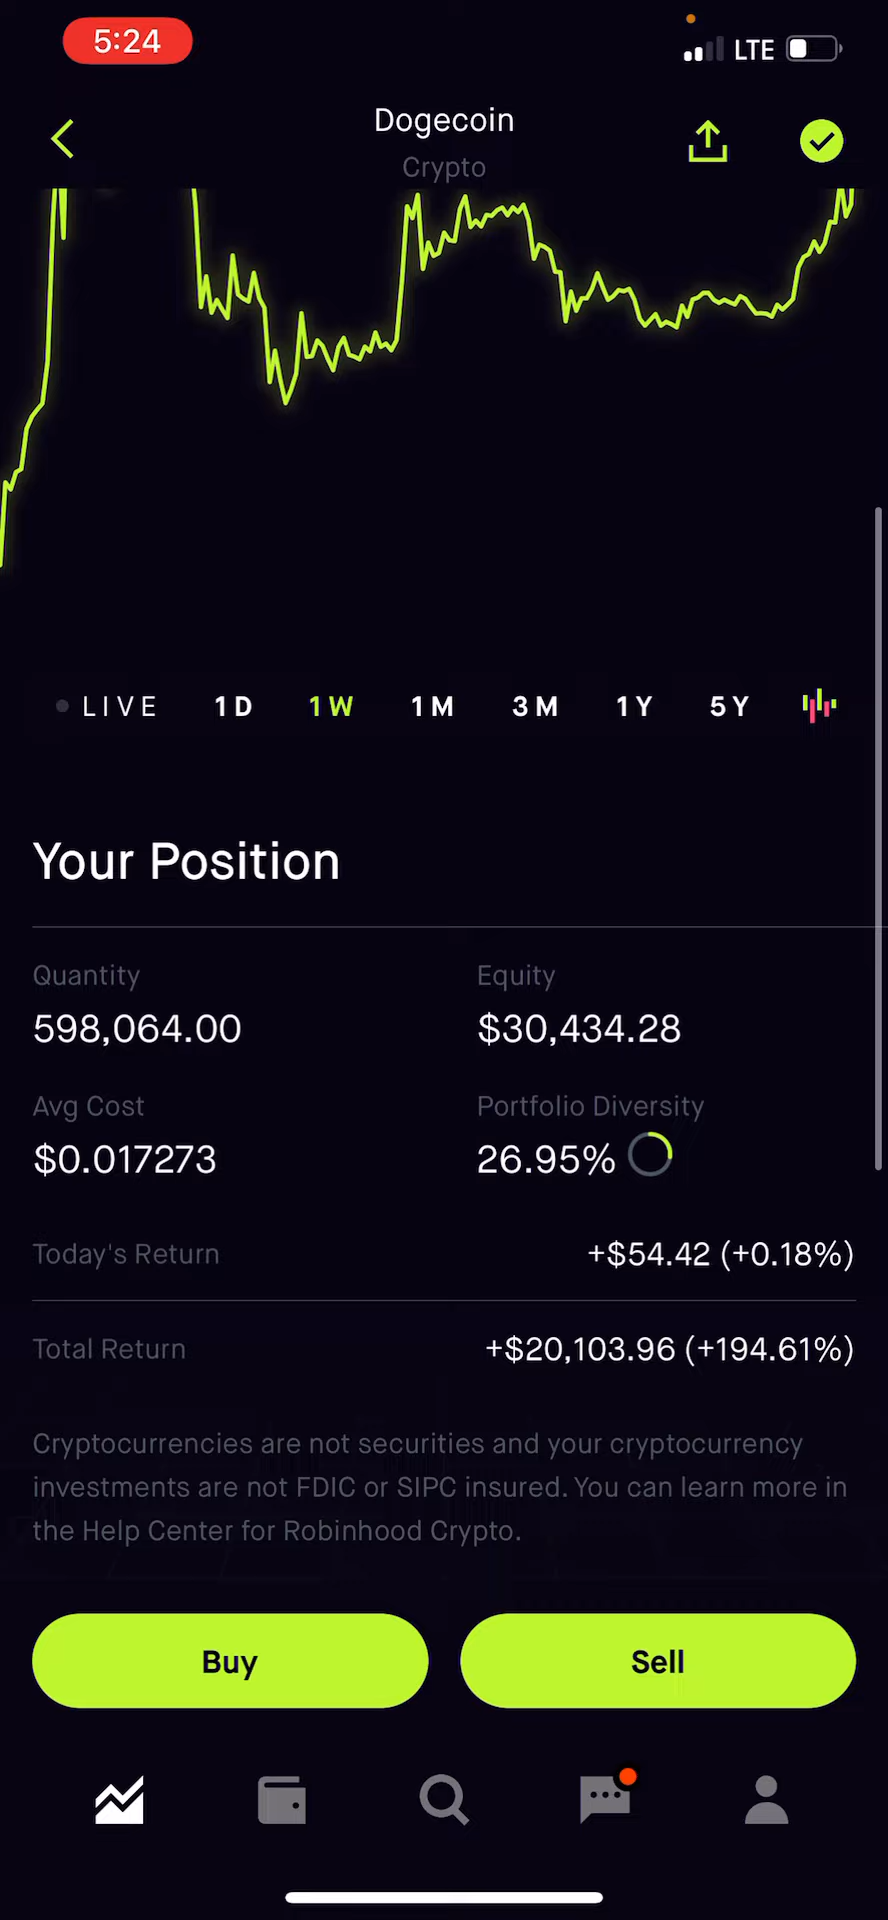 5:24
LTE
Dogecoin
Crypto
LIVE 1D 1W 1M 3M 1Y 5Y
Your Position
Quantity Equity
598,064.00 $30,434.28
Avg Cost Portfolio Diversity
$0.017273 26.95%
Today's Return +$54.42 (+0.18%)
Total Return +$20,103.96 (+194.61%)
Cryptocurrencies are not securities and your cryptocurrency
investments are not FDIC or SIPC insured. You can learn more in
the Help Center for Robinhood Crypto.
Buy Sell